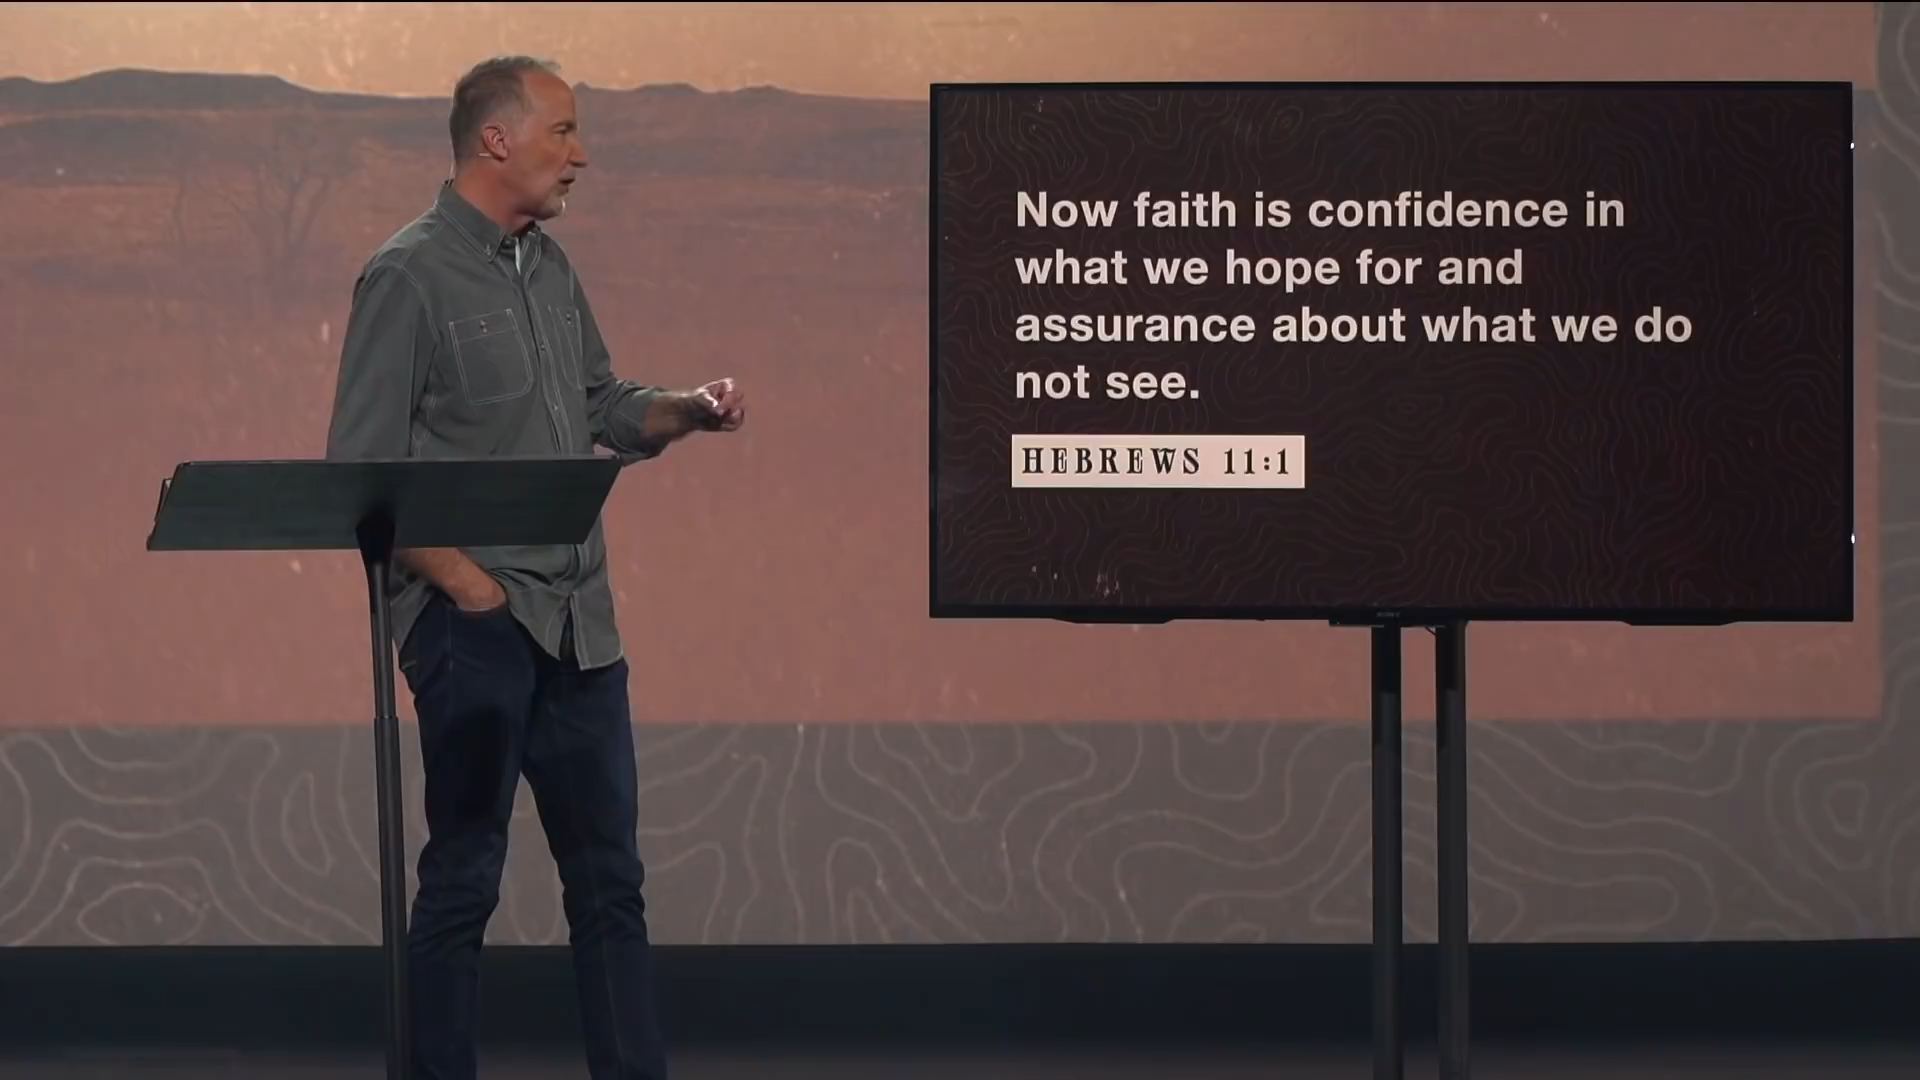 Now faith is confidence in
what we hope for and
assurance about what we do
not see.
HEBREWS 11:1
SONY